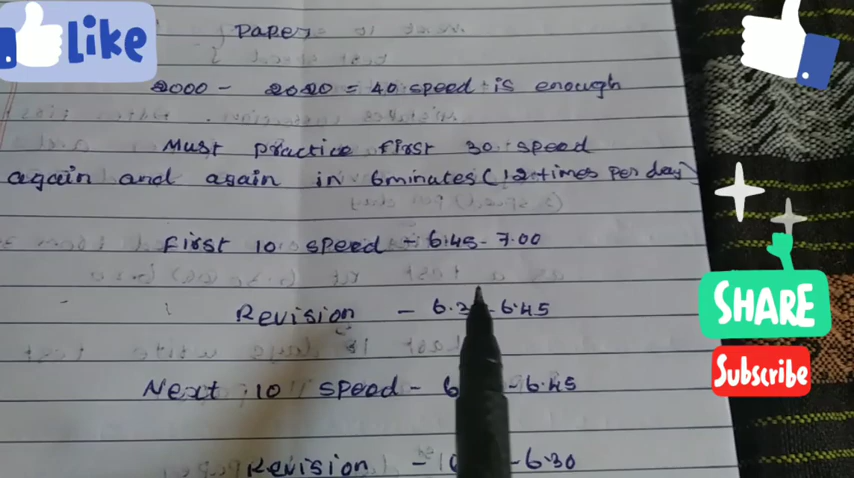 Like
Paper
2000 - 2020 = 40 speed is enough
Must practice first 30 speed
again and again in 6minutes (12 times per day)
First 10 speed - 6.45 - 7.00
Revision - 6.45
SHARE
Next 10 speed - 6.45
Subscribe
Revision - 6.30